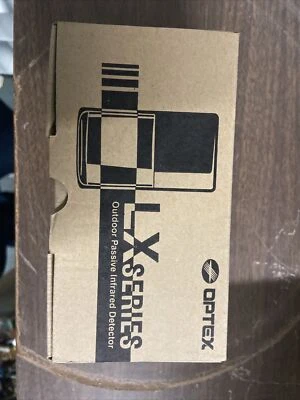 LX SERIES
Outdoor Passive Infrared Detector
OPTEX